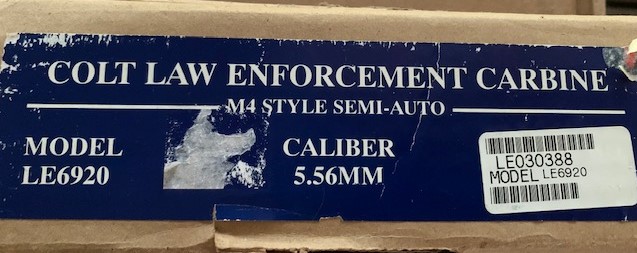 COLT LAW ENFORCEMENT CARBINE
M4 STYLE SEMI-AUTO
MODEL
LE6920
CALIBER
5.56MM
LE030388
MODEL LE6920